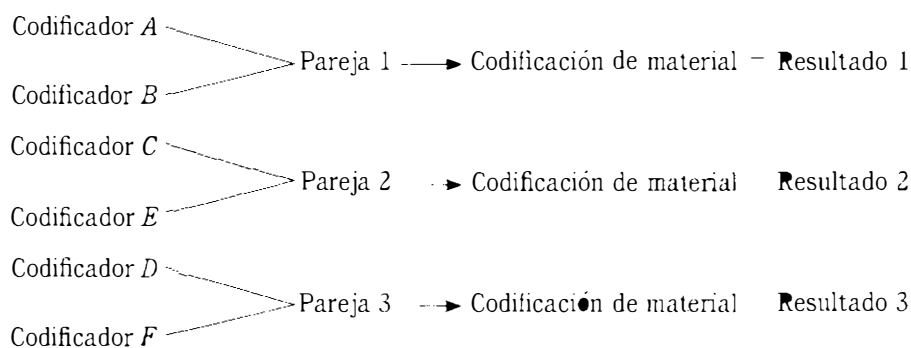 Codificador A
Pareja 1 → Codificación de material – Resultado 1
Codificador B
Codificador C
Pareja 2 → Codificación de material Resultado 2
Codificador E
Codificador D
Pareja 3 → Codificación de material Resultado 3
Codificador F